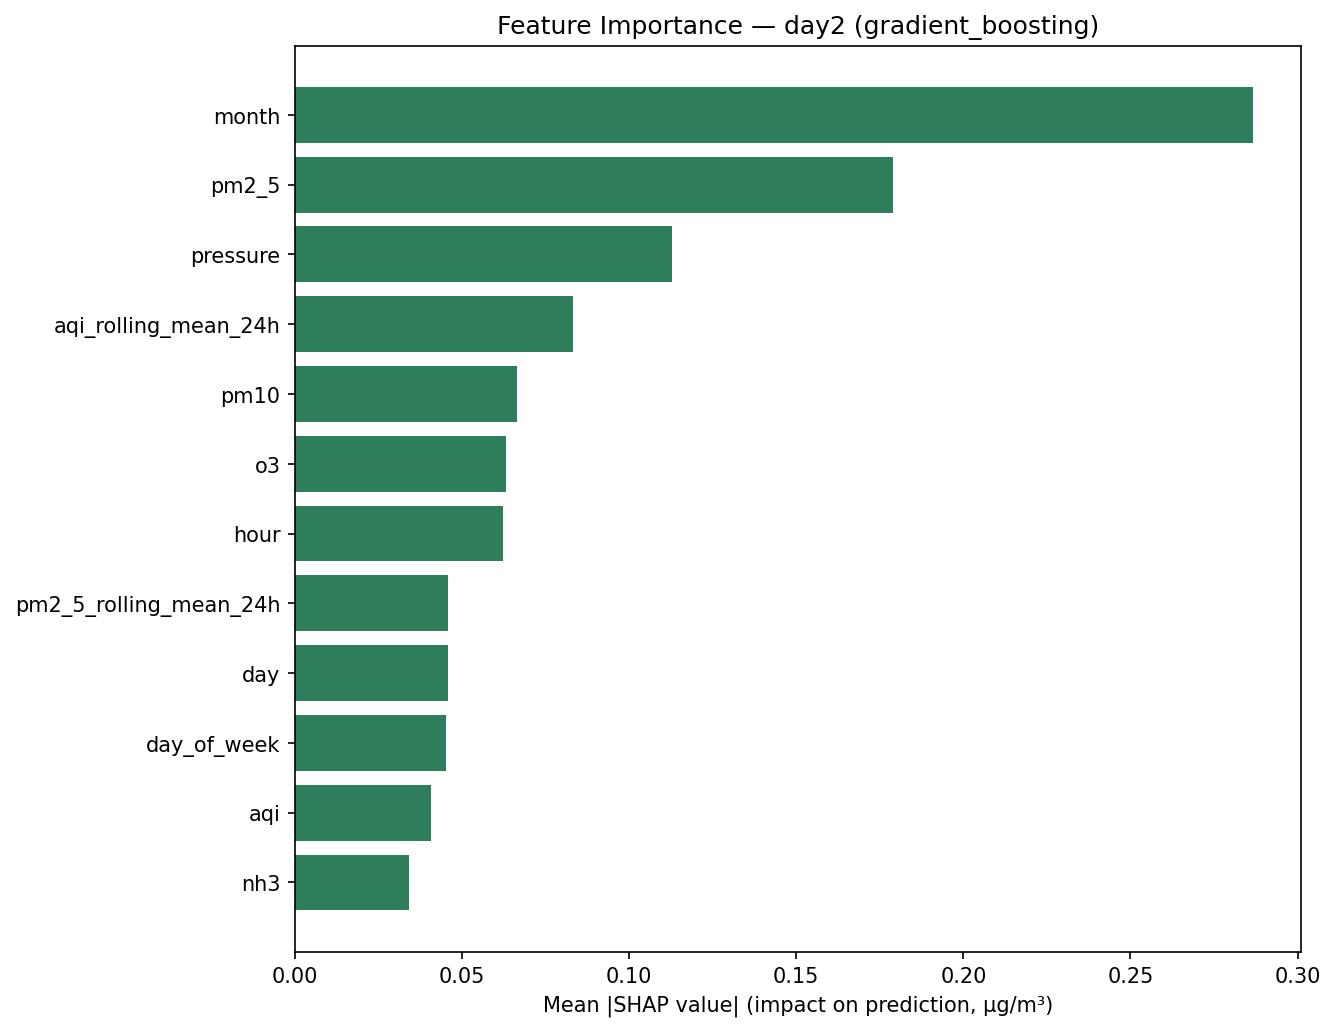 Feature Importance — day2 (gradient_boosting)
month
pm2_5
pressure
aqi_rolling_mean_24h
pm10
o3
hour
pm2_5_rolling_mean_24h
day
day_of_week
aqi
nh3
0.00 0.05 0.10 0.15 0.20 0.25 0.30
Mean |SHAP value| (impact on prediction, µg/m³)